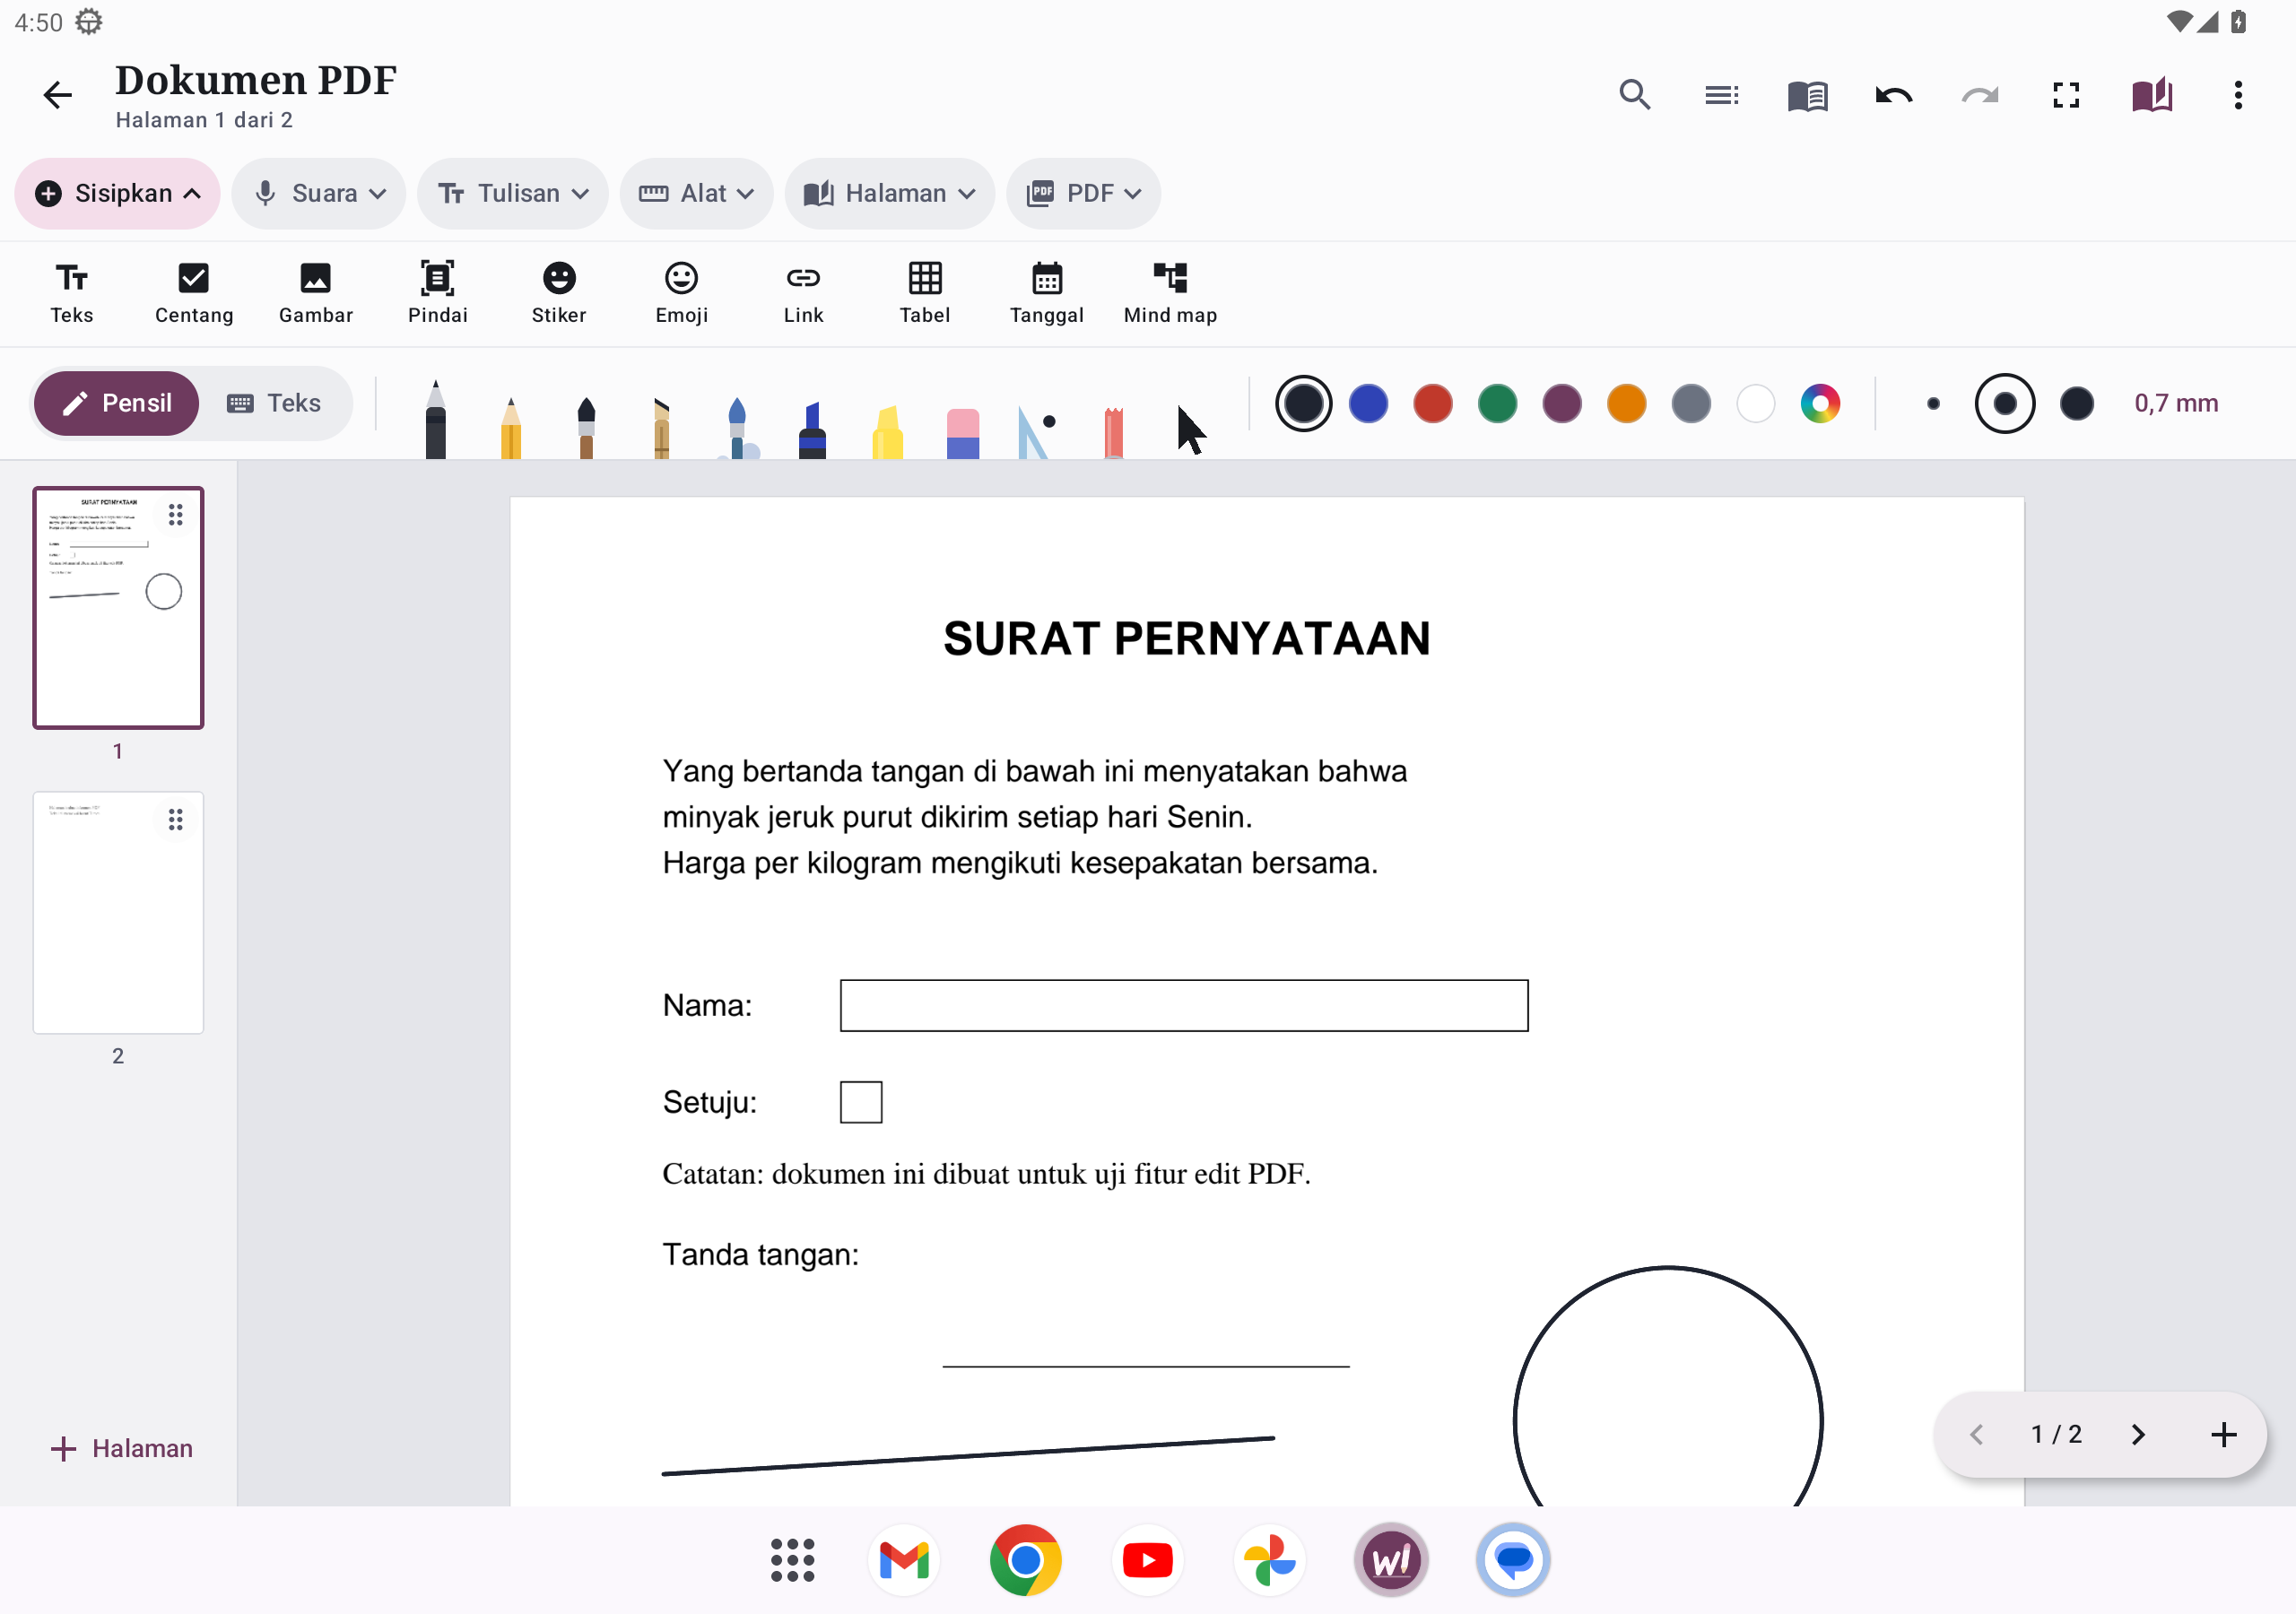 4:50
Dokumen PDF
Halaman 1 dari 2
Sisipkan
Suara
Tulisan
Alat
Halaman
PDF
Teks
Centang
Gambar
Pindai
Stiker
Emoji
Link
Tabel
Tanggal
Mind map
Pensil
Teks
0,7 mm
SURAT PERNYATAAN
1
2
Halaman
SURAT PERNYATAAN
Yang bertanda tangan di bawah ini menyatakan bahwa
minyak jeruk purut dikirim setiap hari Senin.
Harga per kilogram mengikuti kesepakatan bersama.
Nama:
Setuju:
Catatan: dokumen ini dibuat untuk uji fitur edit PDF.
Tanda tangan:
1 / 2